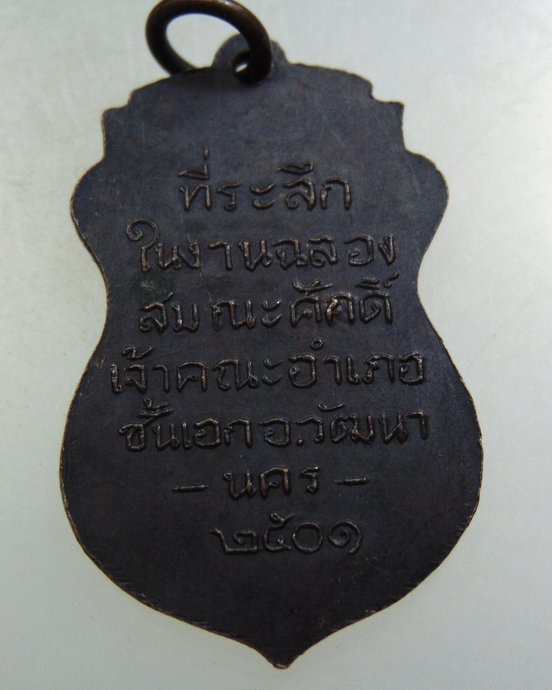 ที่ระลึก
ในงานฉลอง
สมณะศักดิ์
เจ้าคณะอำเภอ
ชั้นเอกอ.วัฒนา
- นคร -
๒๕๐๑